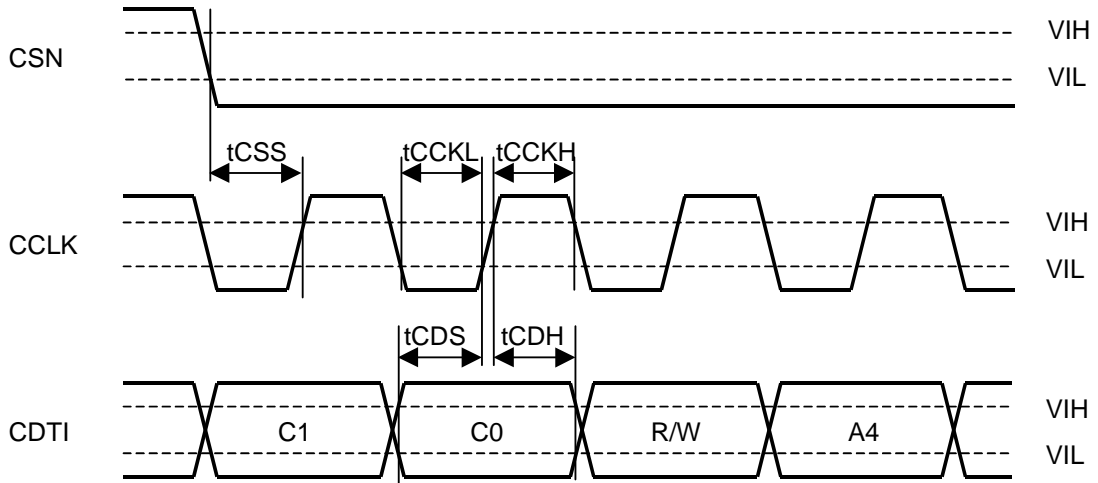 CSN
VIH
VIL
tCSS
tCCKL
tCCKH
CCLK
VIH
VIL
tCDS
tCDH
CDTI
C1
C0
R/W
A4
VIH
VIL